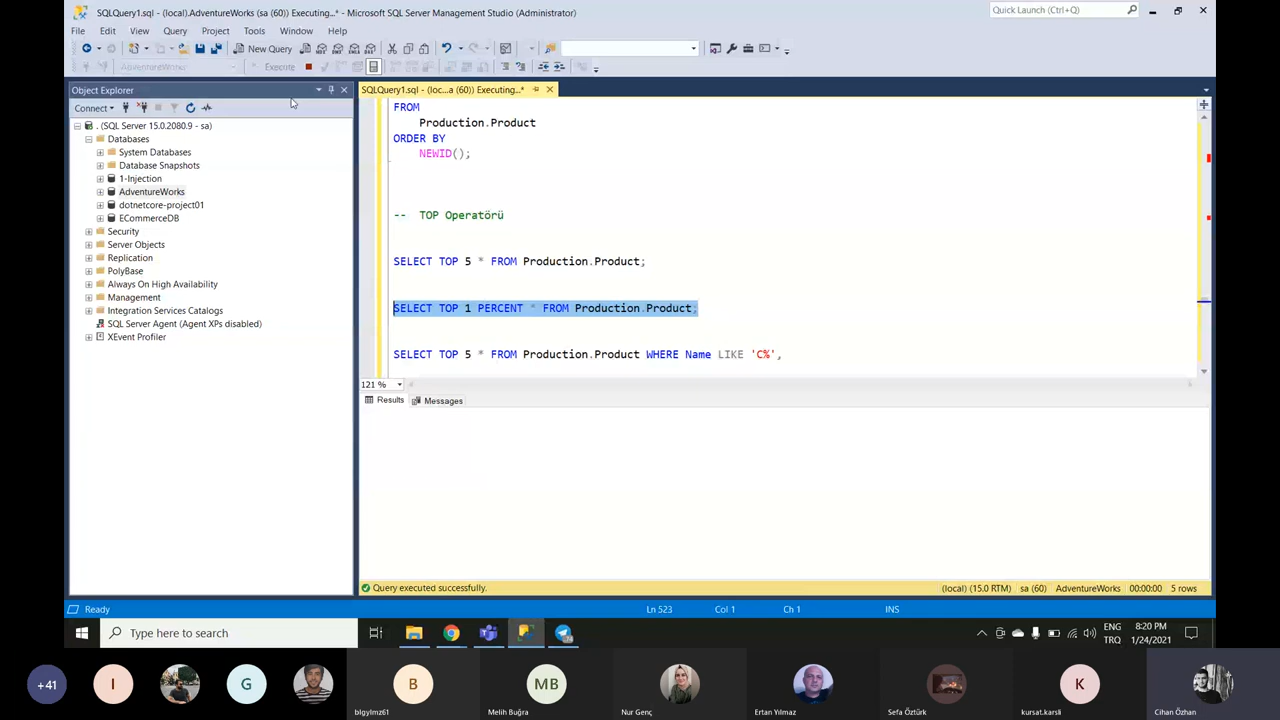 SQLQuery1.sql - (local).AdventureWorks (sa (60)) Executing...* - Microsoft SQL Server Management Studio (Administrator)
Quick Launch (Ctrl+Q)
File Edit View Query Project Tools Window Help
New Query
MDX DMX XMLA DAX
AdventureWorks Execute
Object Explorer
SQLQuery1.sql - (loc...a (60)) Executing...*
Connect
. (SQL Server 15.0.2080.9 - sa)
Databases
System Databases
Database Snapshots
1-Injection
AdventureWorks
dotnetcore-project01
ECommerceDB
Security
Server Objects
Replication
PolyBase
Always On High Availability
Management
Integration Services Catalogs
SQL Server Agent (Agent XPs disabled)
XEvent Profiler
FROM
Production.Product
ORDER BY
NEWID();
-- TOP Operatörü
SELECT TOP 5 * FROM Production.Product;
SELECT TOP 1 PERCENT * FROM Production.Product;
SELECT TOP 5 * FROM Production.Product WHERE Name LIKE 'C%',
121 %
Results Messages
Query executed successfully. (local) (15.0 RTM) sa (60) AdventureWorks 00:00:00 5 rows
Ready Ln 523 Col 1 Ch 1 INS
Type here to search
ENG
TRQ
8:20 PM
1/24/2021
+41 I G B MB K
blgylmz61 Melih Buğra Nur Genç Ertan Yılmaz Sefa Öztürk kursat.karsli Cihan Özhan